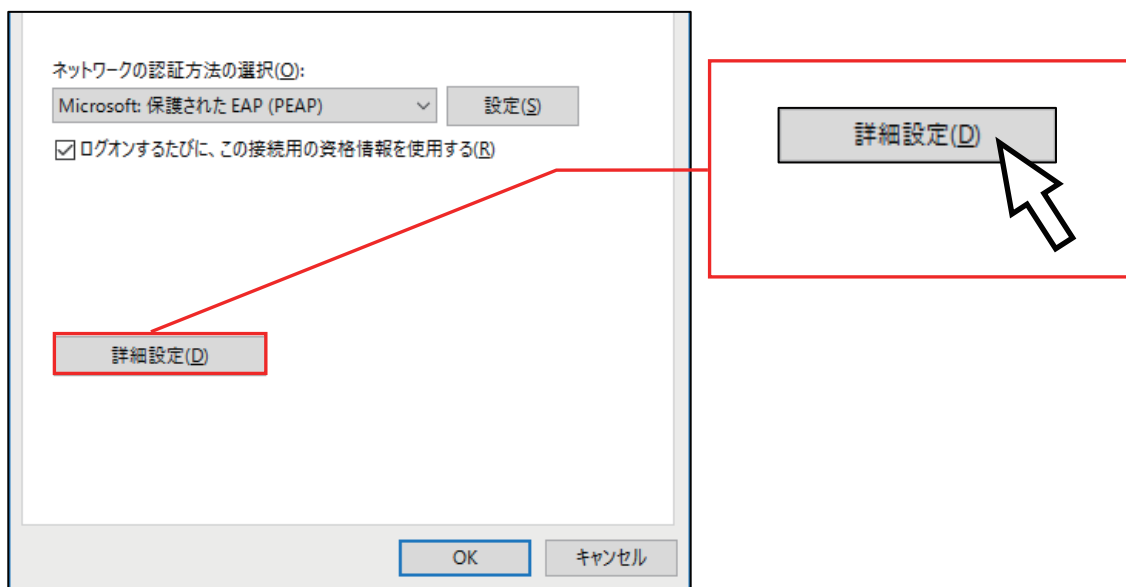 ネットワークの認証方法の選択(O):
Microsoft: 保護された EAP (PEAP)
設定(S)
ログオンするたびに、この接続用の資格情報を使用する(R)
詳細設定(D)
詳細設定(D)
OK
キャンセル